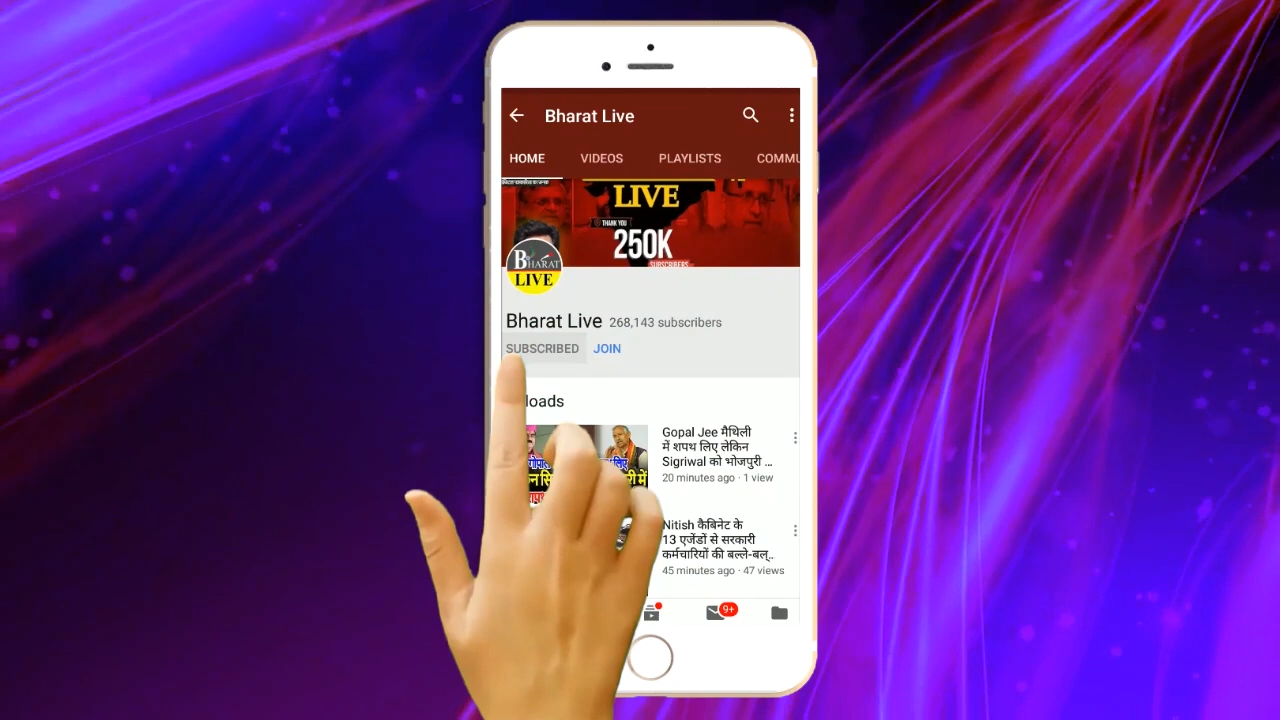 Bharat Live
HOME VIDEOS PLAYLISTS COMMU
LIVE
THANK YOU
250K
SUBSCRIBERS
BHARAT
LIVE
Bharat Live 268,143 subscribers
SUBSCRIBED JOIN
loads
Gopal Jee मैथिली
में शपथ लिए लेकिन
Sigriwal को भोजपुरी ...
20 minutes ago · 1 view
Nitish कैबिनेट के
13 एजेंडों से सरकारी
कर्मचारियों की बल्ले-बल्..
45 minutes ago · 47 views
9+